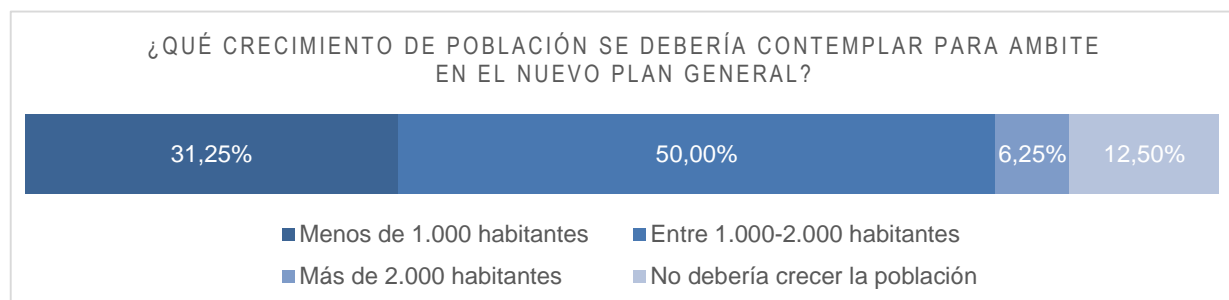 ¿QUÉ CRECIMIENTO DE POBLACIÓN SE DEBERÍA CONTEMPLAR PARA AMBITE
EN EL NUEVO PLAN GENERAL?
31,25% 50,00% 6,25% 12,50%
Menos de 1.000 habitantes Entre 1.000-2.000 habitantes
Más de 2.000 habitantes No debería crecer la población